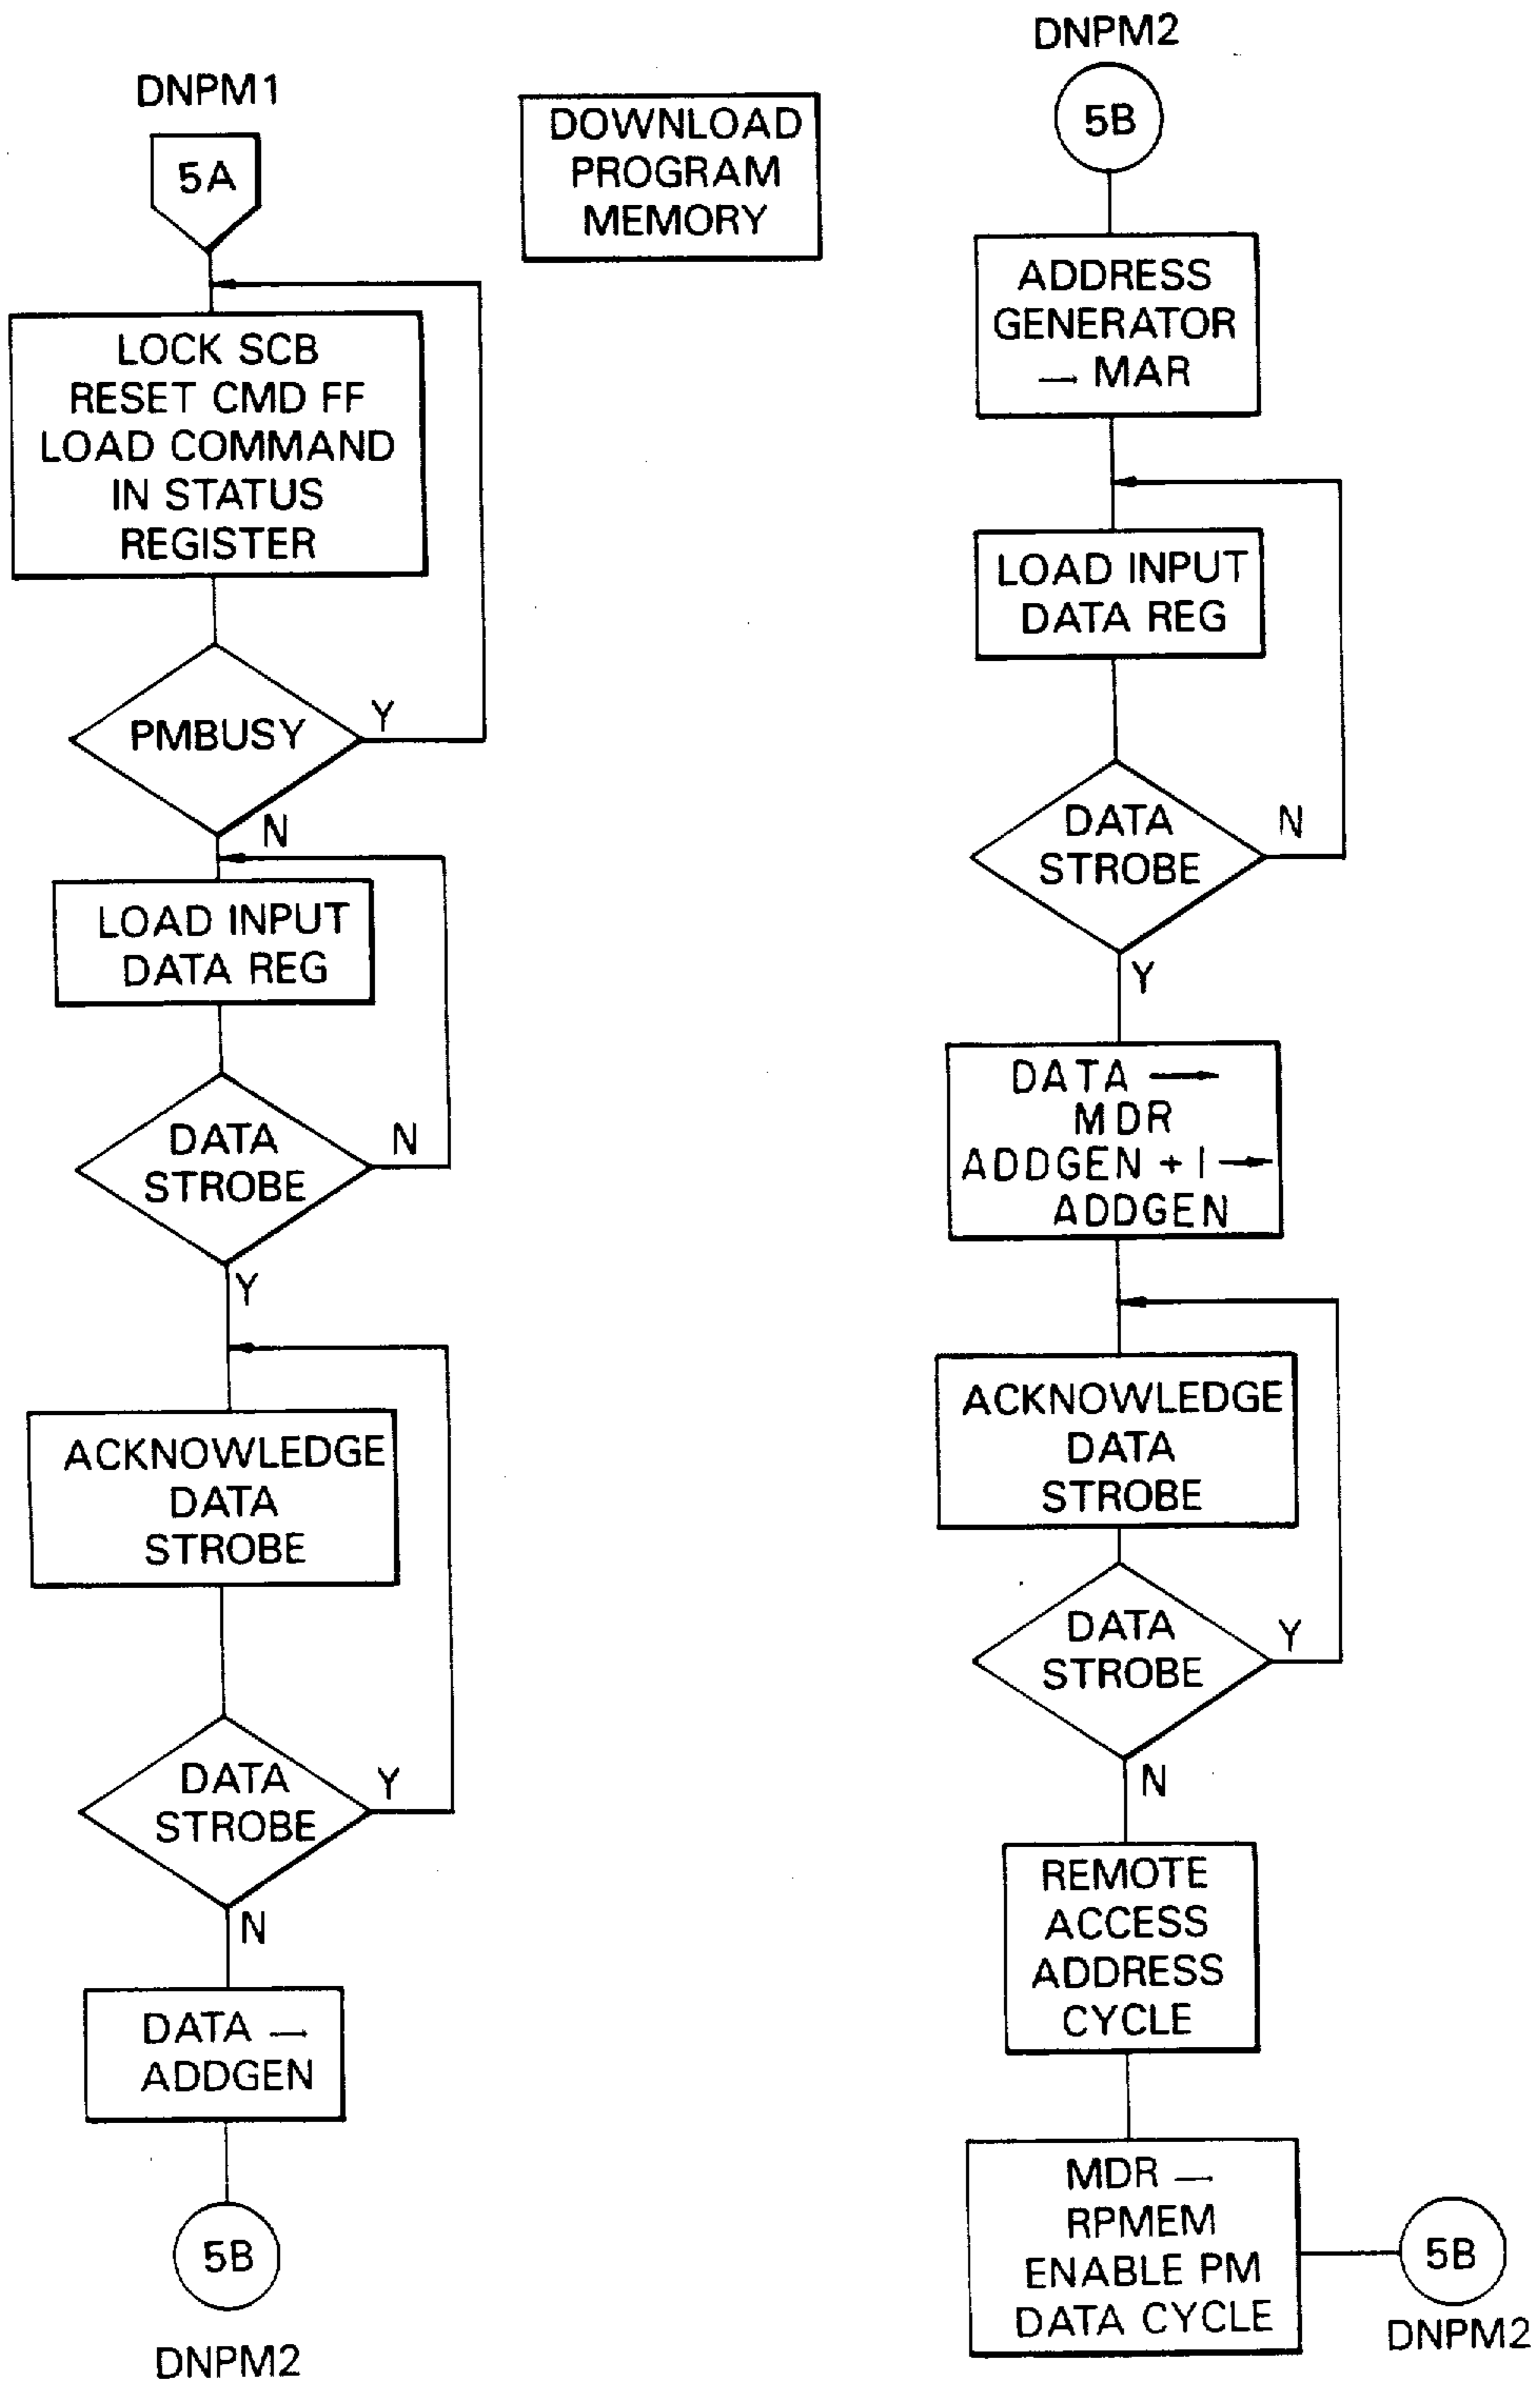 DNPM1
5A
DOWNLOAD
PROGRAM
MEMORY
LOCK SCB
RESET CMD FF
LOAD COMMAND
IN STATUS
REGISTER
PMBUSY
Y
N
LOAD INPUT
DATA REG
DATA
STROBE
N
Y
ACKNOWLEDGE
DATA
STROBE
DATA
STROBE
Y
N
DATA →
ADDGEN
5B
DNPM2
DNPM2
5B
ADDRESS
GENERATOR
→ MAR
LOAD INPUT
DATA REG
DATA
STROBE
N
Y
DATA →
MDR
ADDGEN + 1 →
ADDGEN
ACKNOWLEDGE
DATA
STROBE
DATA
STROBE
Y
N
REMOTE
ACCESS
ADDRESS
CYCLE
MDR →
RPMEM
ENABLE PM
DATA CYCLE
5B
DNPM2